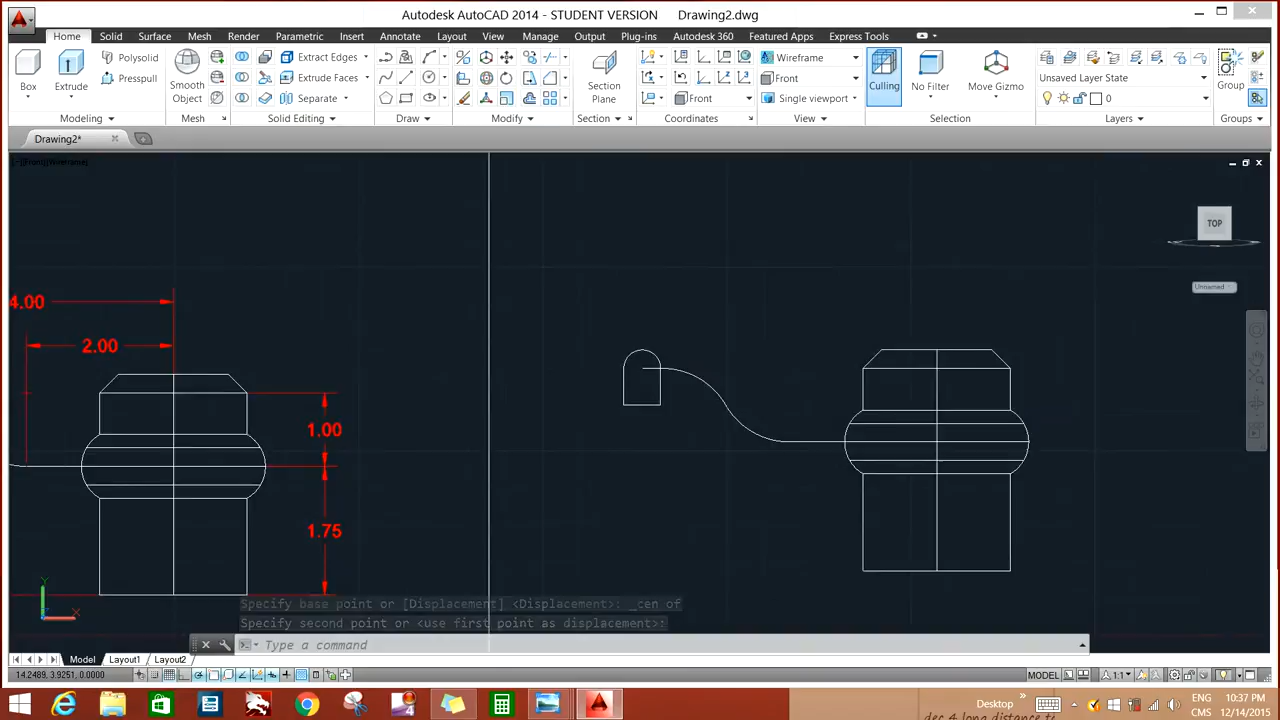 Autodesk AutoCAD 2014 - STUDENT VERSION Drawing2.dwg
Home Solid Surface Mesh Render Parametric Insert Annotate Layout View Manage Output Plug-ins Autodesk 360 Featured Apps Express Tools
Box
Extrude
Polysolid
Presspull
Smooth Object
Extract Edges
Extrude Faces
Separate
Section Plane
Front
Wireframe
Front
Single viewport
Culling
No Filter
Move Gizmo
Unsaved Layer State
0
Group
Modeling Mesh Solid Editing Draw Modify Section Coordinates View Selection Layers Groups
Drawing2*
[-][Front][Wireframe]
TOP
Unnamed
4.00
2.00
1.00
1.75
Y
X
Specify base point or [Displacement] <Displacement>: _cen of
Specify second point or <use first point as displacement>:
Type a command
Model Layout1 Layout2
14.2489, 3.9251, 0.0000
MODEL
1:1
Desktop
ENG
CMS
10:37 PM
12/14/2015